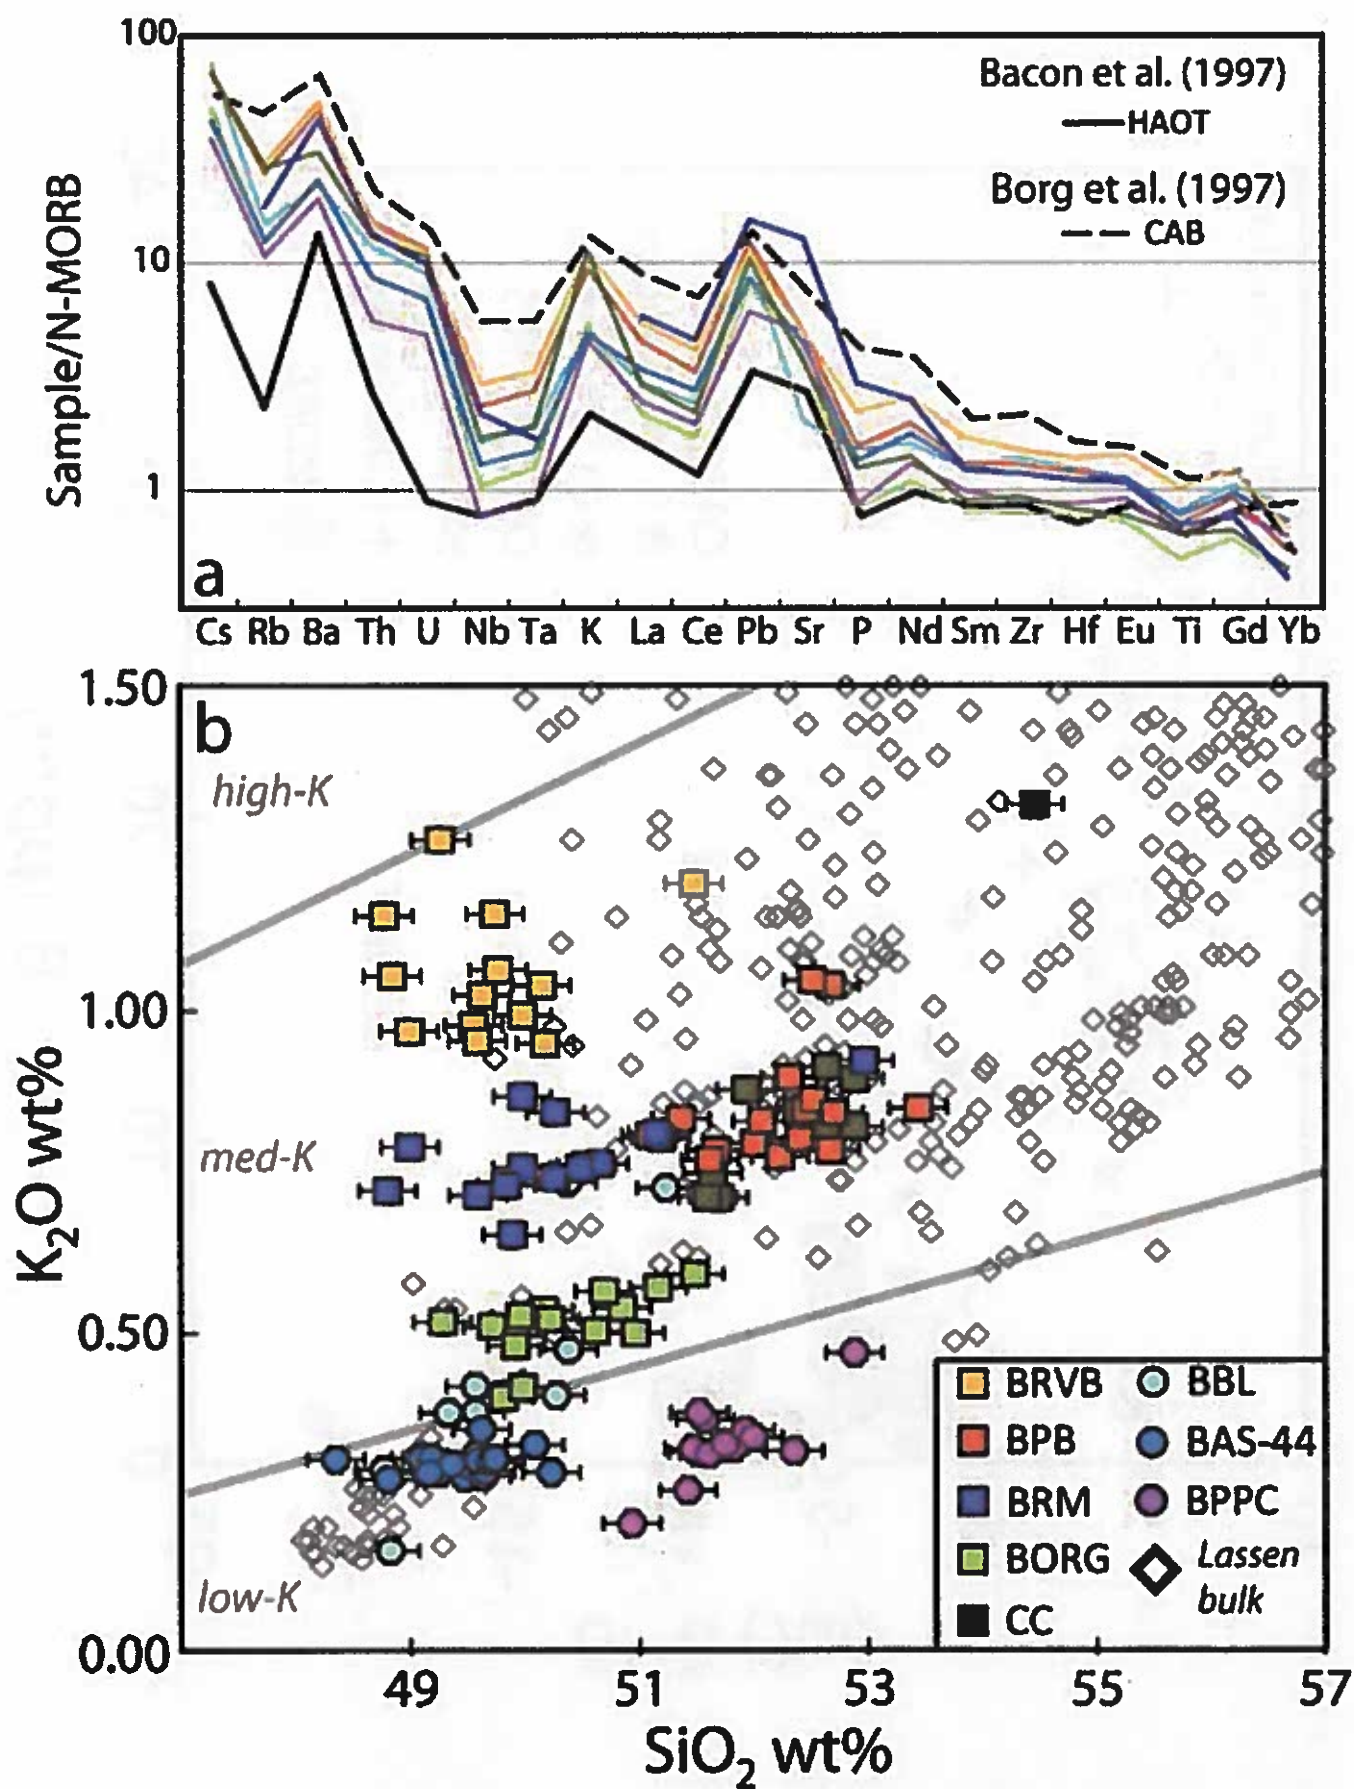 100
Bacon et al. (1997)
HAOT
Borg et al. (1997)
CAB
10
1
Sample/N-MORB
a
Cs Rb Ba Th U Nb Ta K La Ce Pb Sr P Nd Sm Zr Hf Eu Ti Gd Yb
1.50
b
high-K
1.00
med-K
K2O wt%
0.50
BRVB BBL
BPB BAS-44
BRM BPPC
BORG Lassen
bulk
CC
low-K
0.00
49 51 53 55 57
SiO2 wt%